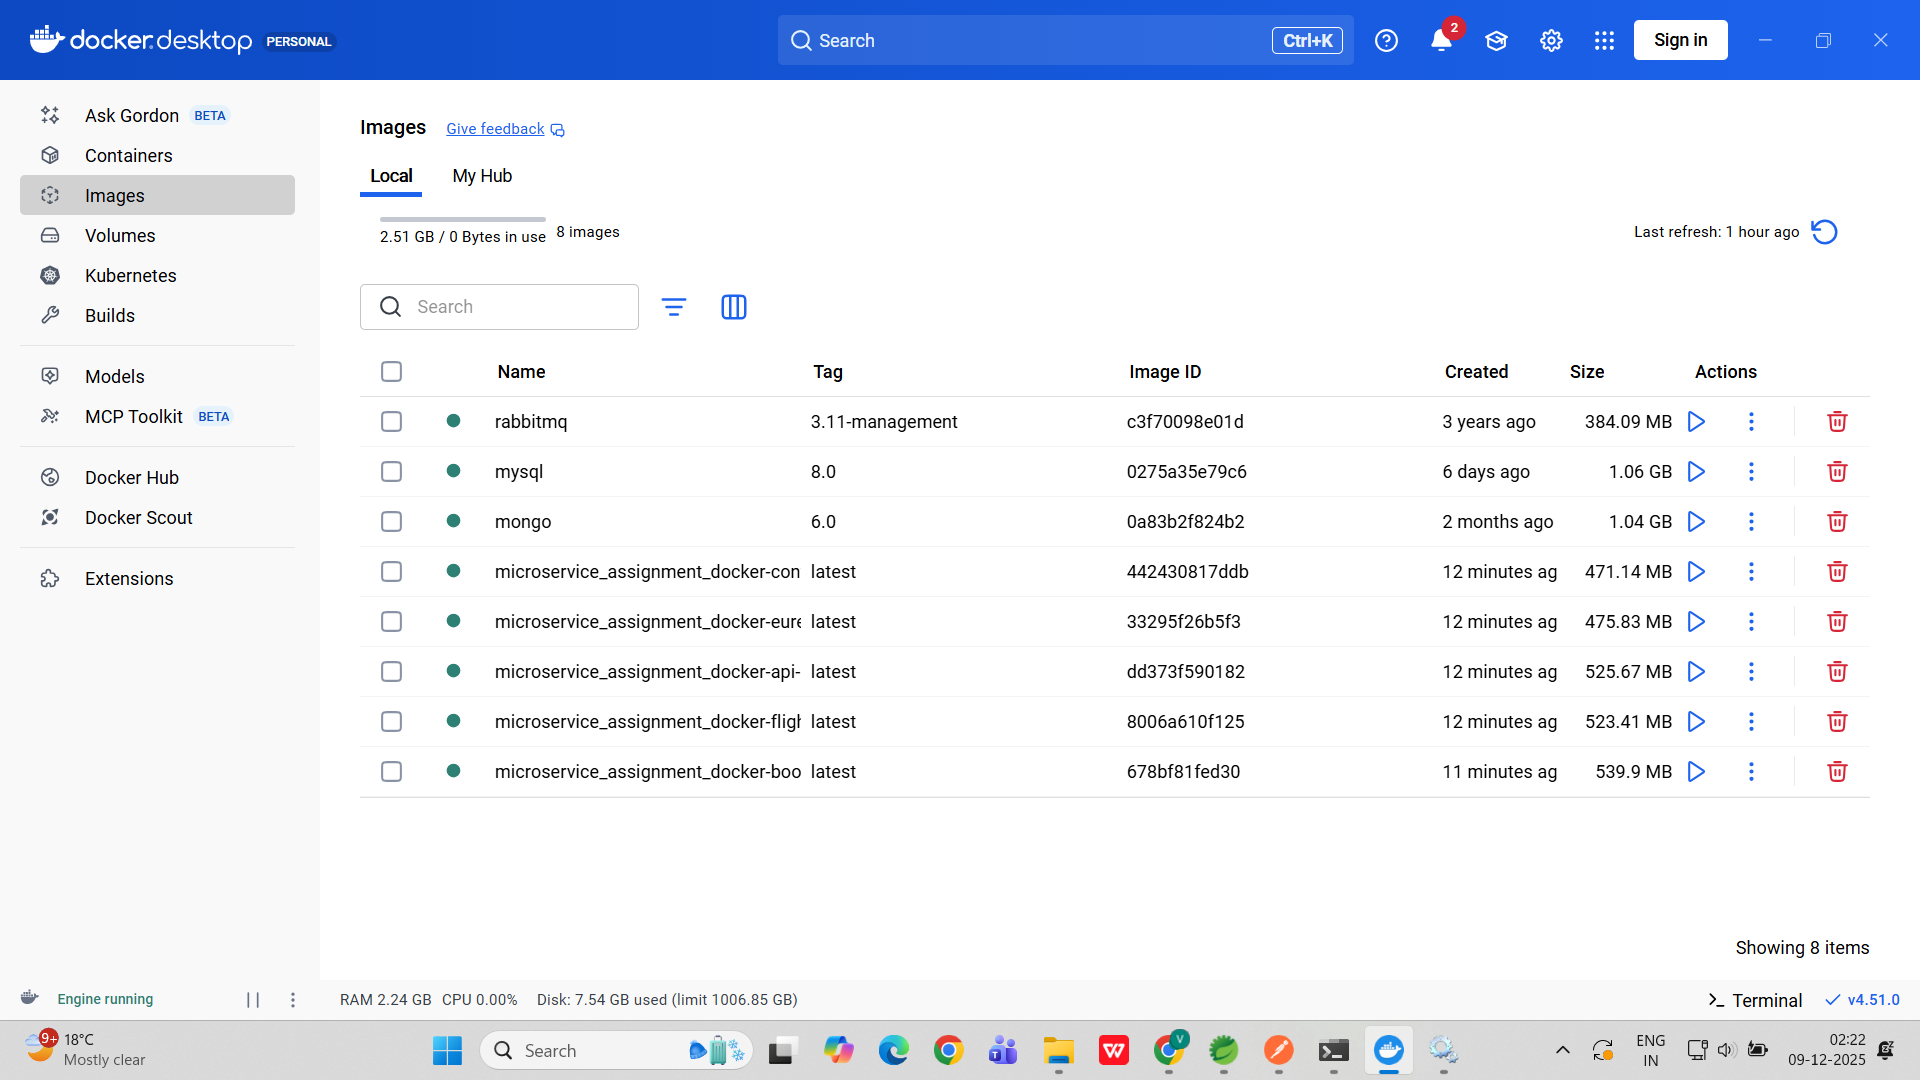 docker.desktop PERSONAL
Search Ctrl+K
2
Sign in
Ask Gordon BETA
Containers
Images
Volumes
Kubernetes
Builds
Models
MCP Toolkit BETA
Docker Hub
Docker Scout
Extensions
Images Give feedback
Local My Hub
2.51 GB / 0 Bytes in use 8 images
Last refresh: 1 hour ago
Search
Name Tag Image ID Created Size Actions
rabbitmq 3.11-management c3f70098e01d 3 years ago 384.09 MB
mysql 8.0 0275a35e79c6 6 days ago 1.06 GB
mongo 6.0 0a83b2f824b2 2 months ago 1.04 GB
microservice_assignment_docker-con latest 442430817ddb 12 minutes ag 471.14 MB
microservice_assignment_docker-eure latest 33295f26b5f3 12 minutes ag 475.83 MB
microservice_assignment_docker-api- latest dd373f590182 12 minutes ag 525.67 MB
microservice_assignment_docker-fligh latest 8006a610f125 12 minutes ag 523.41 MB
microservice_assignment_docker-boo latest 678bf81fed30 11 minutes ag 539.9 MB
Showing 8 items
Engine running
RAM 2.24 GB CPU 0.00% Disk: 7.54 GB used (limit 1006.85 GB)
Terminal v4.51.0
9+ 18°C
Mostly clear
Search
V
ENG
IN
02:22
09-12-2025